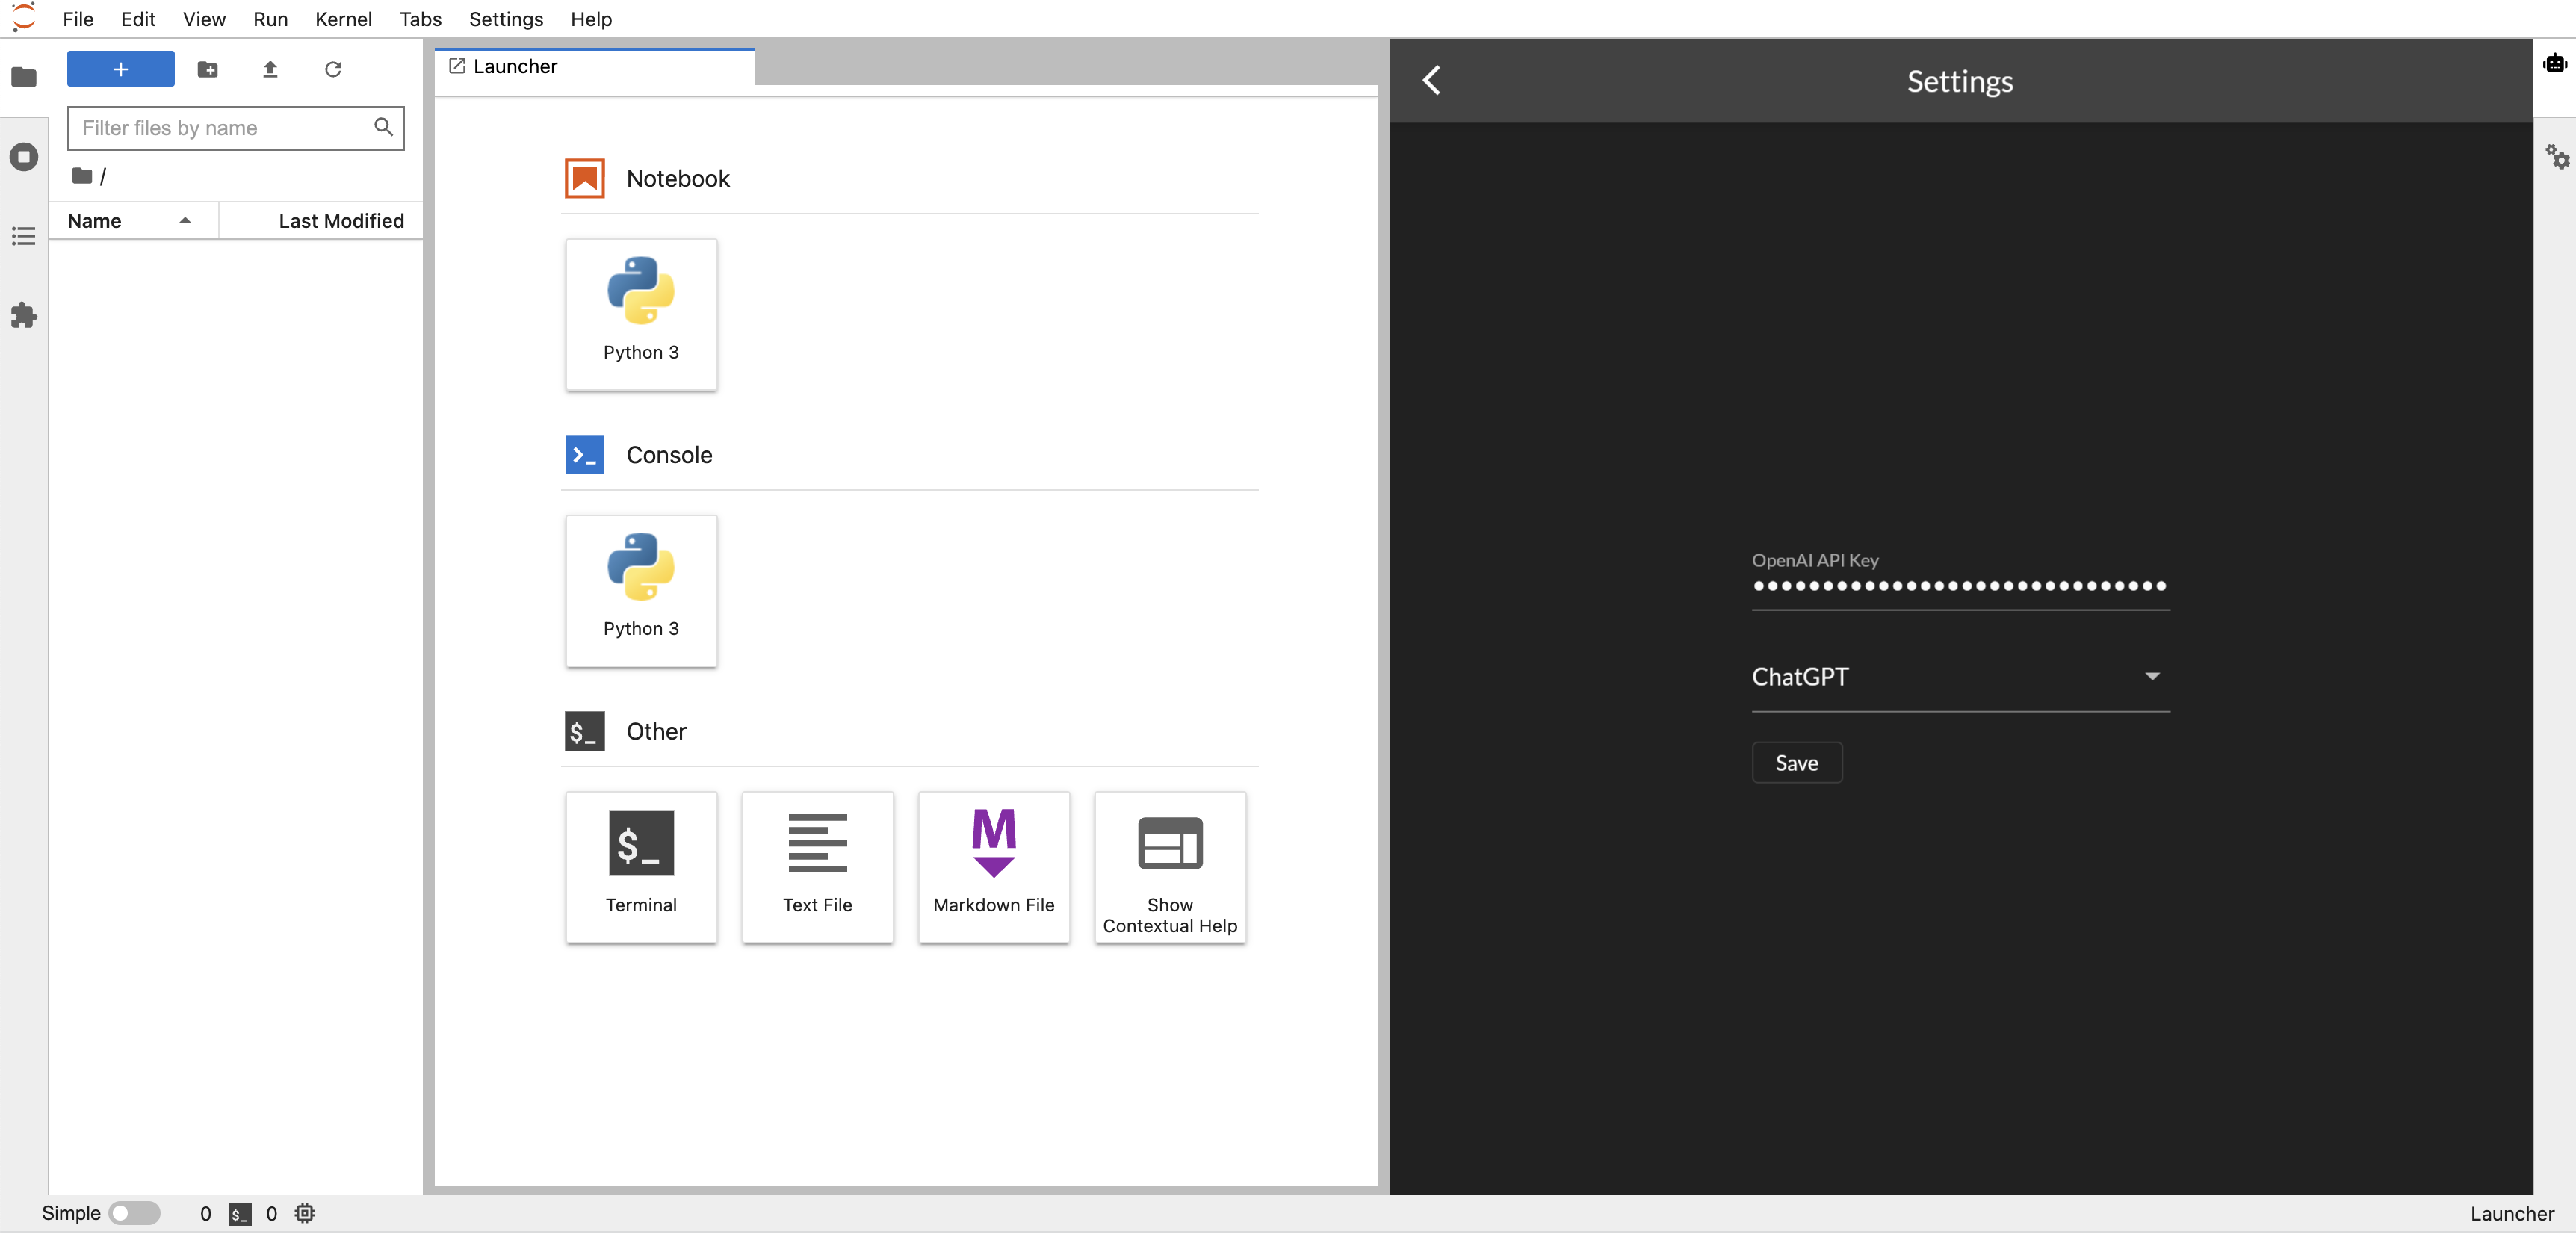 File Edit View Run Kernel Tabs Settings Help
+
Filter files by name
/
Name Last Modified
Launcher
Notebook
Python 3
Console
Python 3
$_ Other
$_
Terminal
Text File
M
Markdown File
Show
Contextual Help
Settings
OpenAI API Key
••••••••••••••••••••••••••••••
ChatGPT
Save
Simple 0 $_ 0
Launcher